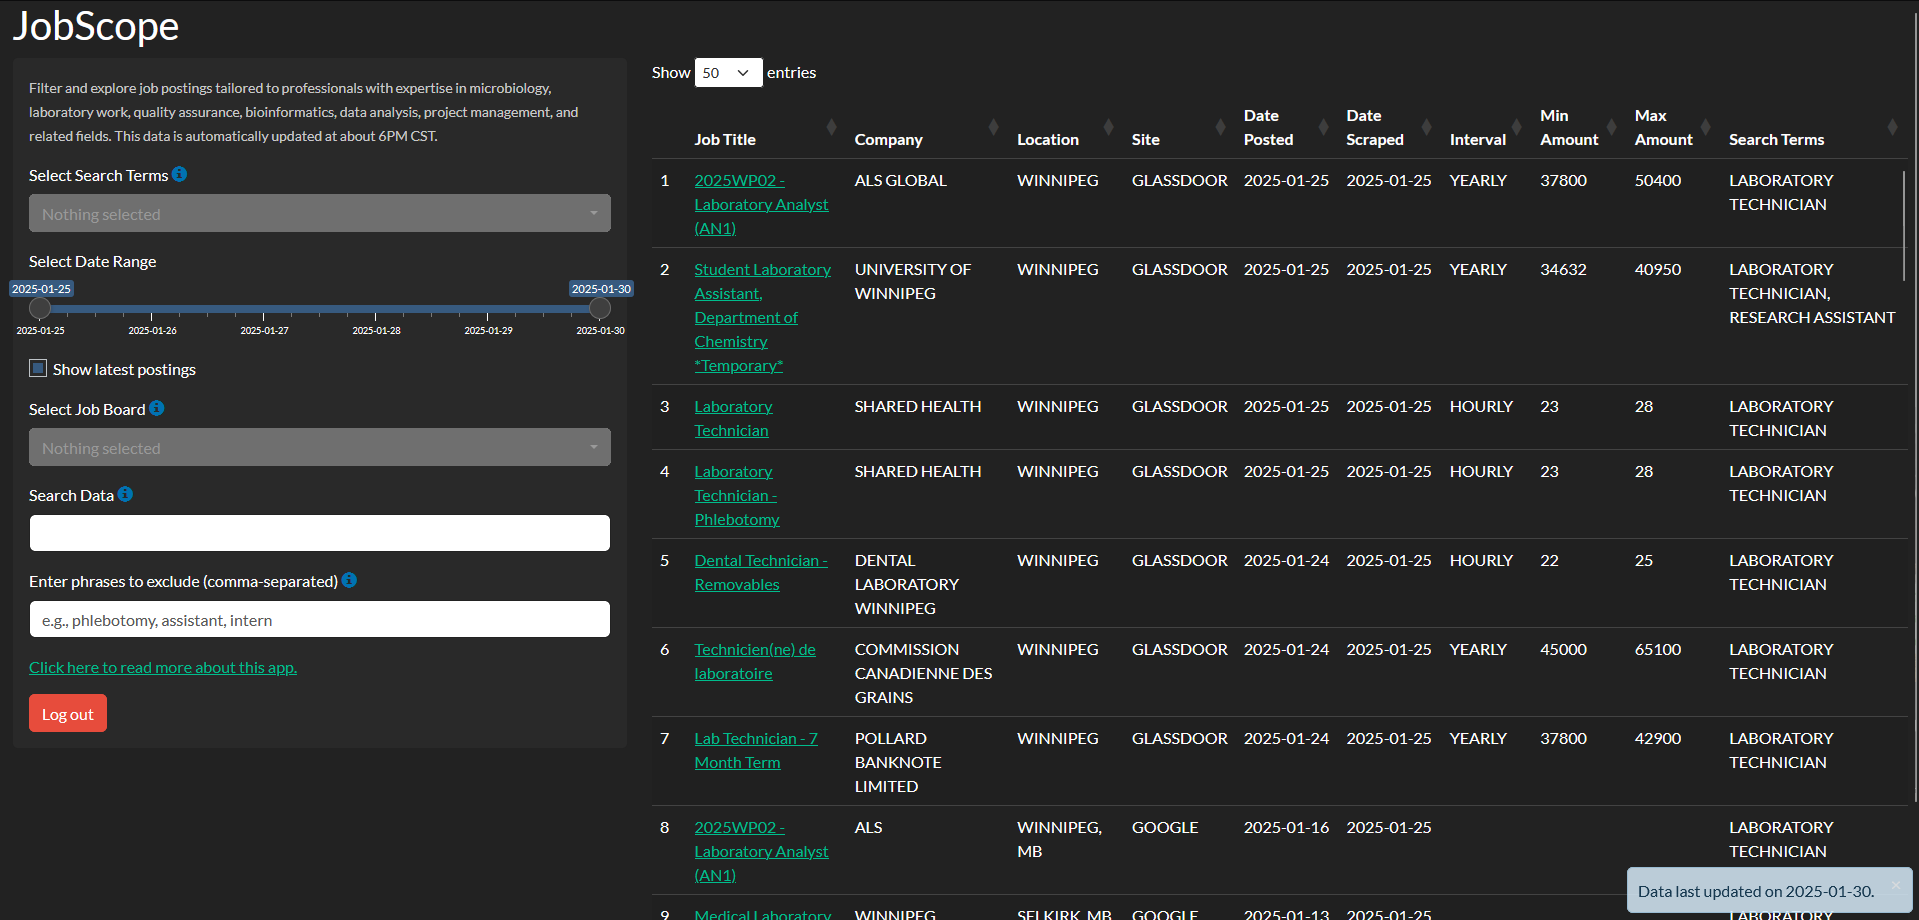 JobScope
Filter and explore job postings tailored to professionals with expertise in microbiology,
laboratory work, quality assurance, bioinformatics, data analysis, project management, and
related fields. This data is automatically updated at about 6PM CST.
Select Search Terms
Nothing selected
Select Date Range
2025-01-25 2025-01-30
2025-01-25 2025-01-26 2025-01-27 2025-01-28 2025-01-29 2025-01-30
Show latest postings
Select Job Board
Nothing selected
Search Data
Enter phrases to exclude (comma-separated)
e.g., phlebotomy, assistant, intern
Click here to read more about this app.
Log out
Show 50 entries
Date Date Min Max
Job Title Company Location Site Posted Scraped Interval Amount Amount Search Terms
1 2025WP02 - ALS GLOBAL WINNIPEG GLASSDOOR 2025-01-25 2025-01-25 YEARLY 37800 50400 LABORATORY
Laboratory Analyst TECHNICIAN
(AN1)
2 Student Laboratory UNIVERSITY OF WINNIPEG GLASSDOOR 2025-01-25 2025-01-25 YEARLY 34632 40950 LABORATORY
Assistant, WINNIPEG TECHNICIAN,
Department of RESEARCH ASSISTANT
Chemistry
*Temporary*
3 Laboratory SHARED HEALTH WINNIPEG GLASSDOOR 2025-01-25 2025-01-25 HOURLY 23 28 LABORATORY
Technician TECHNICIAN
4 Laboratory SHARED HEALTH WINNIPEG GLASSDOOR 2025-01-25 2025-01-25 HOURLY 23 28 LABORATORY
Technician - TECHNICIAN
Phlebotomy
5 Dental Technician - DENTAL WINNIPEG GLASSDOOR 2025-01-24 2025-01-25 HOURLY 22 25 LABORATORY
Removables LABORATORY TECHNICIAN
WINNIPEG
6 Technicien(ne) de COMMISSION WINNIPEG GLASSDOOR 2025-01-24 2025-01-25 YEARLY 45000 65100 LABORATORY
laboratoire CANADIENNE DES TECHNICIAN
GRAINS
7 Lab Technician - 7 POLLARD WINNIPEG GLASSDOOR 2025-01-24 2025-01-25 YEARLY 37800 42900 LABORATORY
Month Term BANKNOTE TECHNICIAN
LIMITED
8 2025WP02 - ALS WINNIPEG, GOOGLE 2025-01-16 2025-01-25 LABORATORY
Laboratory Analyst MB TECHNICIAN
(AN1)
9 Medical Laboratory WINNIPEG SELKIRK, MB GOOGLE 2025-01-13 2025-01-25 LABORATORY
Data last updated on 2025-01-30.